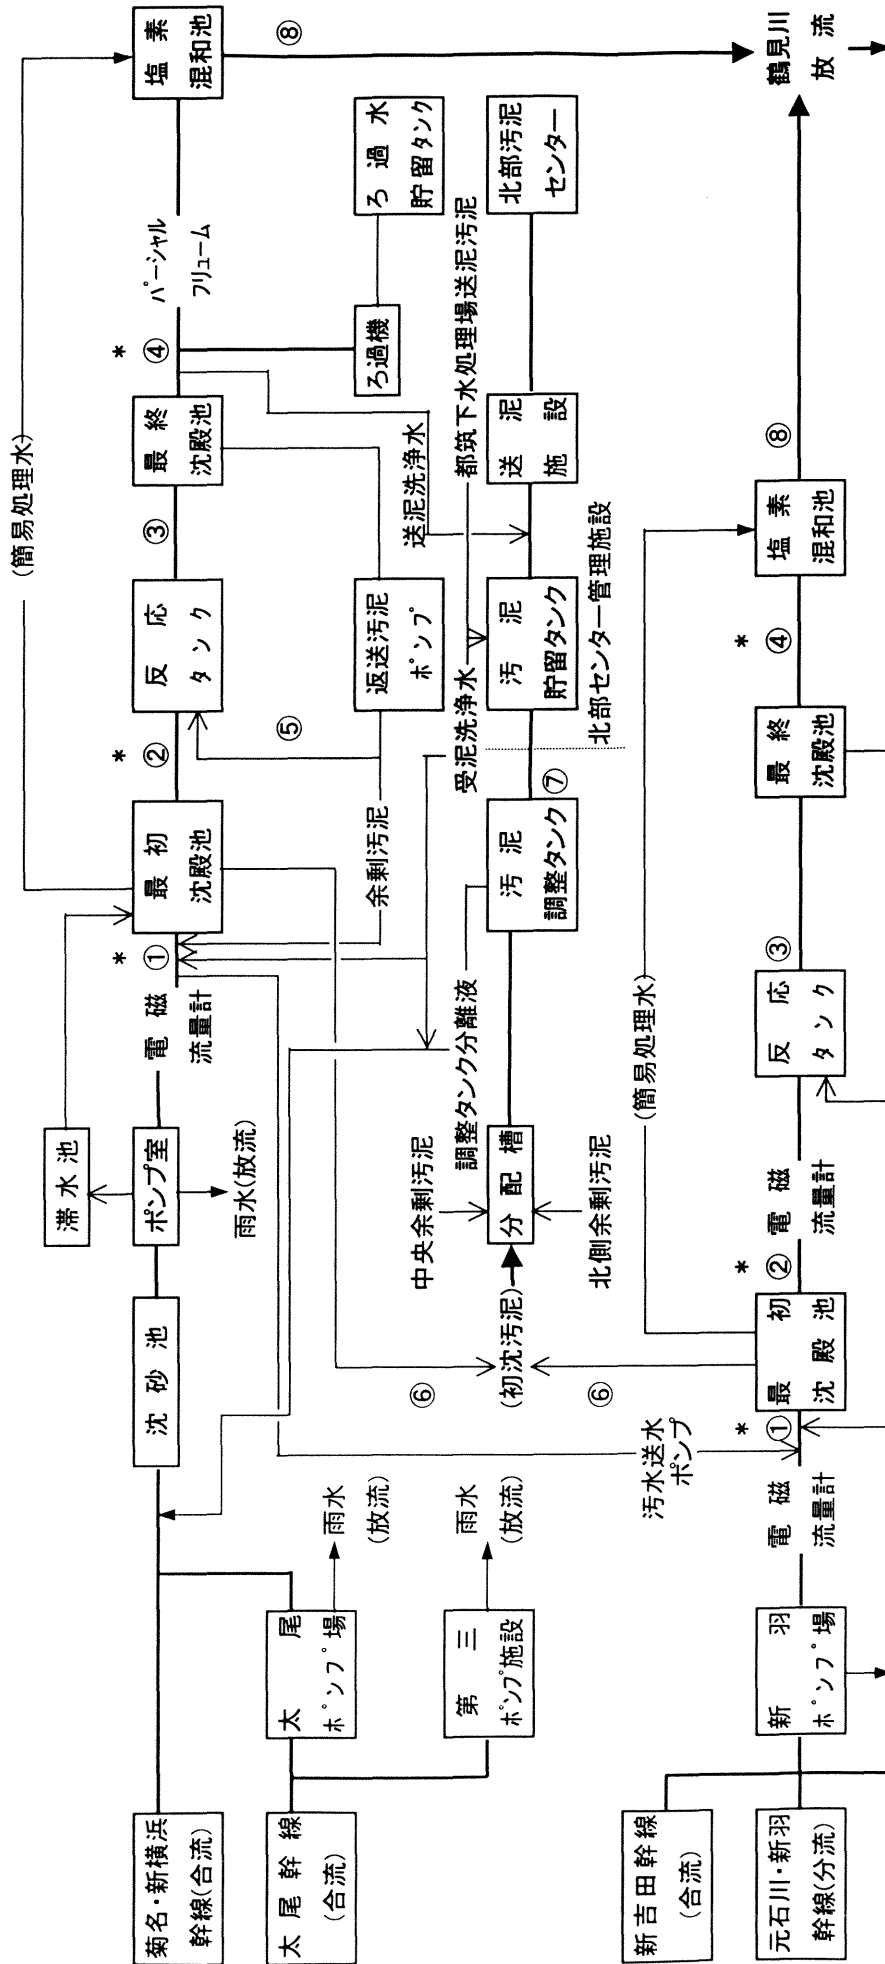 菊名・新横浜
幹線(合流)
沈砂池
ポンプ室
雨水(放流)
滞水池
電磁
流量計
*
①
最初
沈殿池
*
②
反応
タンク
③
最終
沈殿池
*
④
パーシャル
フリューム
塩素
混和池
⑧
(簡易処理水)
太尾幹線
(合流)
太尾
ポンプ場
雨水
(放流)
第三
ポンプ施設
雨水
(放流)
余剰汚泥
⑤
返送汚泥
ポンプ
ろ過機
ろ過水
貯留タンク
送泥洗浄水
都筑下水処理場送泥汚泥
受泥洗浄水
⑥
(初沈汚泥)
⑥
中央余剰汚泥
分配槽
北側余剰汚泥
調整タンク分離液
汚泥
調整タンク
⑦
汚泥
貯留タンク
送泥
施設
北部汚泥
センター
北部センター管理施設
汚水送水
ポンプ
(簡易処理水)
新吉田幹線
(合流)
元石川・新羽
幹線(分流)
新羽
ポンプ場
電磁
流量計
*
①
最初
沈殿池
*
②
電磁
流量計
反応
タンク
③
最終
沈殿池
*
④
塩素
混和池
⑧
鶴見川
放流